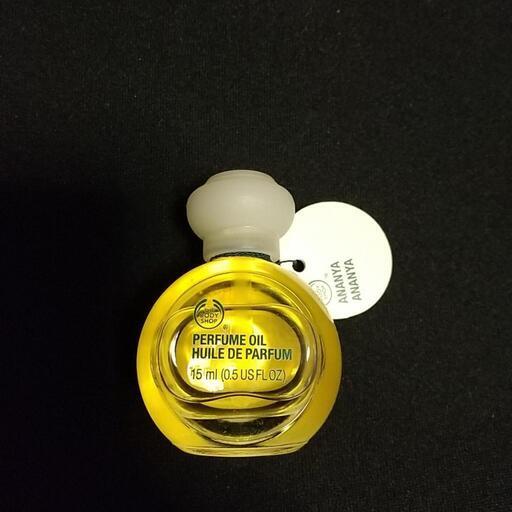 THE
BODY
SHOP
®
PERFUME OIL
HUILE DE PARFUM
15 ml (0.5 US FL OZ)
ANANYA
ANANYA